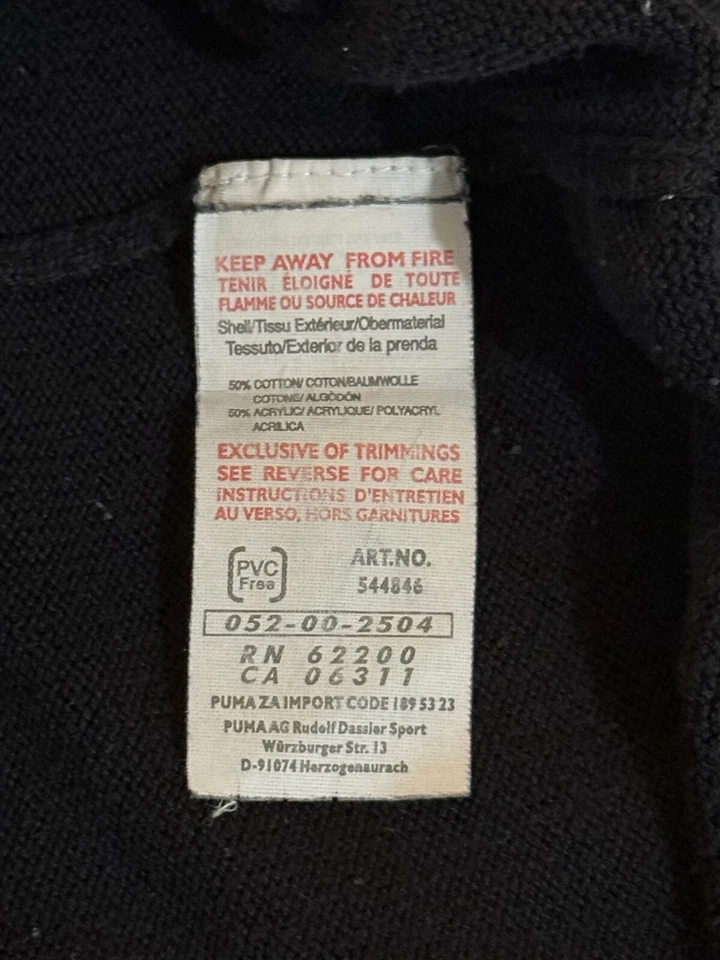 KEEP AWAY FROM FIRE
TENIR ÉLOIGNÉ DE TOUTE
FLAMME OU SOURCE DE CHALEUR
Shell/Tissu Extérieur/Obermaterial
Tessuto/Exterior de la prenda
50% COTTON/ COTON/BAUMWOLLE
COTONE/ ALGODÓN
50% ACRYLIC/ ACRYLIQUE/ POLYACRYL
ACRILICA
EXCLUSIVE OF TRIMMINGS
SEE REVERSE FOR CARE
INSTRUCTIONS D'ENTRETIEN
AU VERSO, HORS GARNITURES
PVC
Free
ART.NO.
544846
052-00-2504
RN 62200
CA 06311
PUMA ZA IMPORT CODE 189 53 23
PUMA AG Rudolf Dassler Sport
Würzburger Str. 13
D-91074 Herzogenaurach